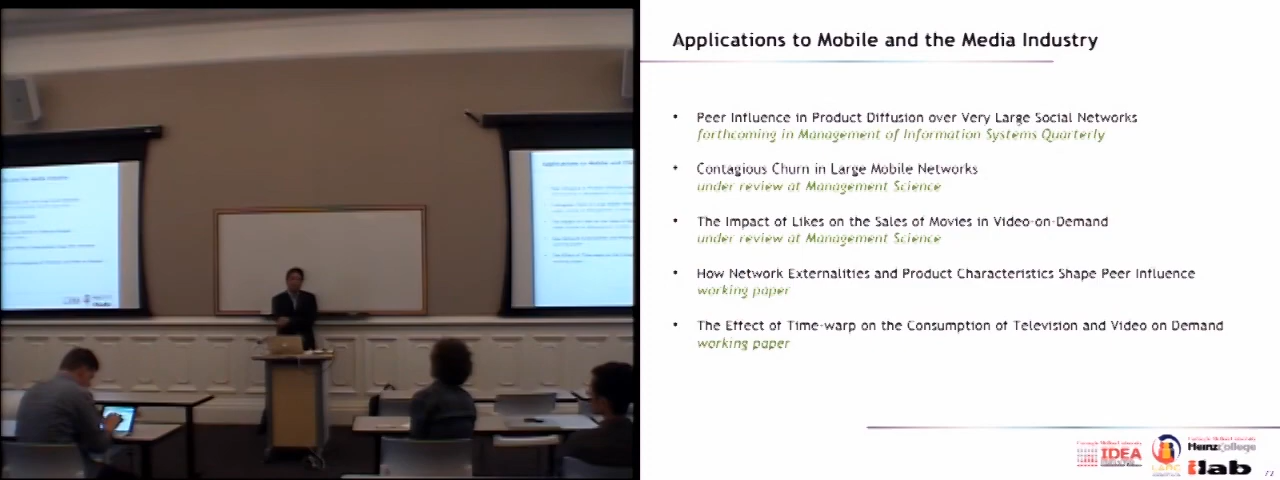 Applications to Mobile and the Media Industry
• Peer Influence in Product Diffusion over Very Large Social Networks
forthcoming in Management of Information Systems Quarterly
• Contagious Churn in Large Mobile Networks
under review at Management Science
• The Impact of Likes on the Sales of Movies in Video-on-Demand
under review at Management Science
• How Network Externalities and Product Characteristics Shape Peer Influence
working paper
• The Effect of Time-warp on the Consumption of Television and Video on Demand
working paper
IDEA
HeinzCollege
ilab